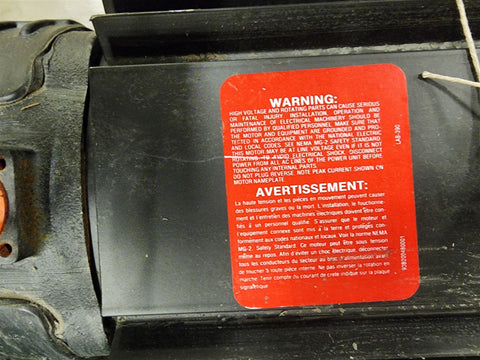 WARNING:
HIGH VOLTAGE AND ROTATING PARTS CAN CAUSE SERIOUS
OR FATAL INJURY. INSTALLATION, OPERATION AND
MAINTENANCE OF ELECTRICAL MACHINERY SHOULD BE
PERFORMED BY QUALIFIED PERSONNEL. MAKE SURE THAT
THE MOTOR AND EQUIPMENT ARE GROUNDED AND PRO-
TECTED IN ACCORDANCE WITH THE NATIONAL ELECTRIC
AND LOCAL CODES. SEE NEMA MG-2 SAFETY STANDARD.
THIS MOTOR MAY BE AT LINE VOLTAGE EVEN IF IT IS NOT
ROTATING. TO AVOID ELECTRICAL SHOCK, DISCONNECT
POWER FROM ALL AC LINES OF THE POWER UNIT BEFORE
TOUCHING ANY INTERNAL PARTS.
DO NOT PLUG REVERSE. NOTE PEAK CURRENT SHOWN ON
MOTOR NAMEPLATE.
AVERTISSEMENT:
La haute tension et les pièces en mouvement peuvent causer
des blessures graves ou la mort. L'installation, le fouctionne-
ment et l'entretien des machines électriques doivent être con-
fiés à un personnel qualifié. S'assurer que le moteur et
l'equipement connexe sont mis à la terre et protégés con-
formement aux codes nationaux et locaux. Voir la norme NEMA
MG-2. Safety Standard. Ce moteur peut être sous tension
même au repos. Afin d'éviter un choc électrique, déconnecter
tous les conducteurs du secteur au bloc d'alimentation avant
de toucher à toute pièce interne. Ne pas inverser la rotation en
marche. Tenir compte du courant de crete indiqué sur la plaque
signalétique.
LAB-390
93B20048G001